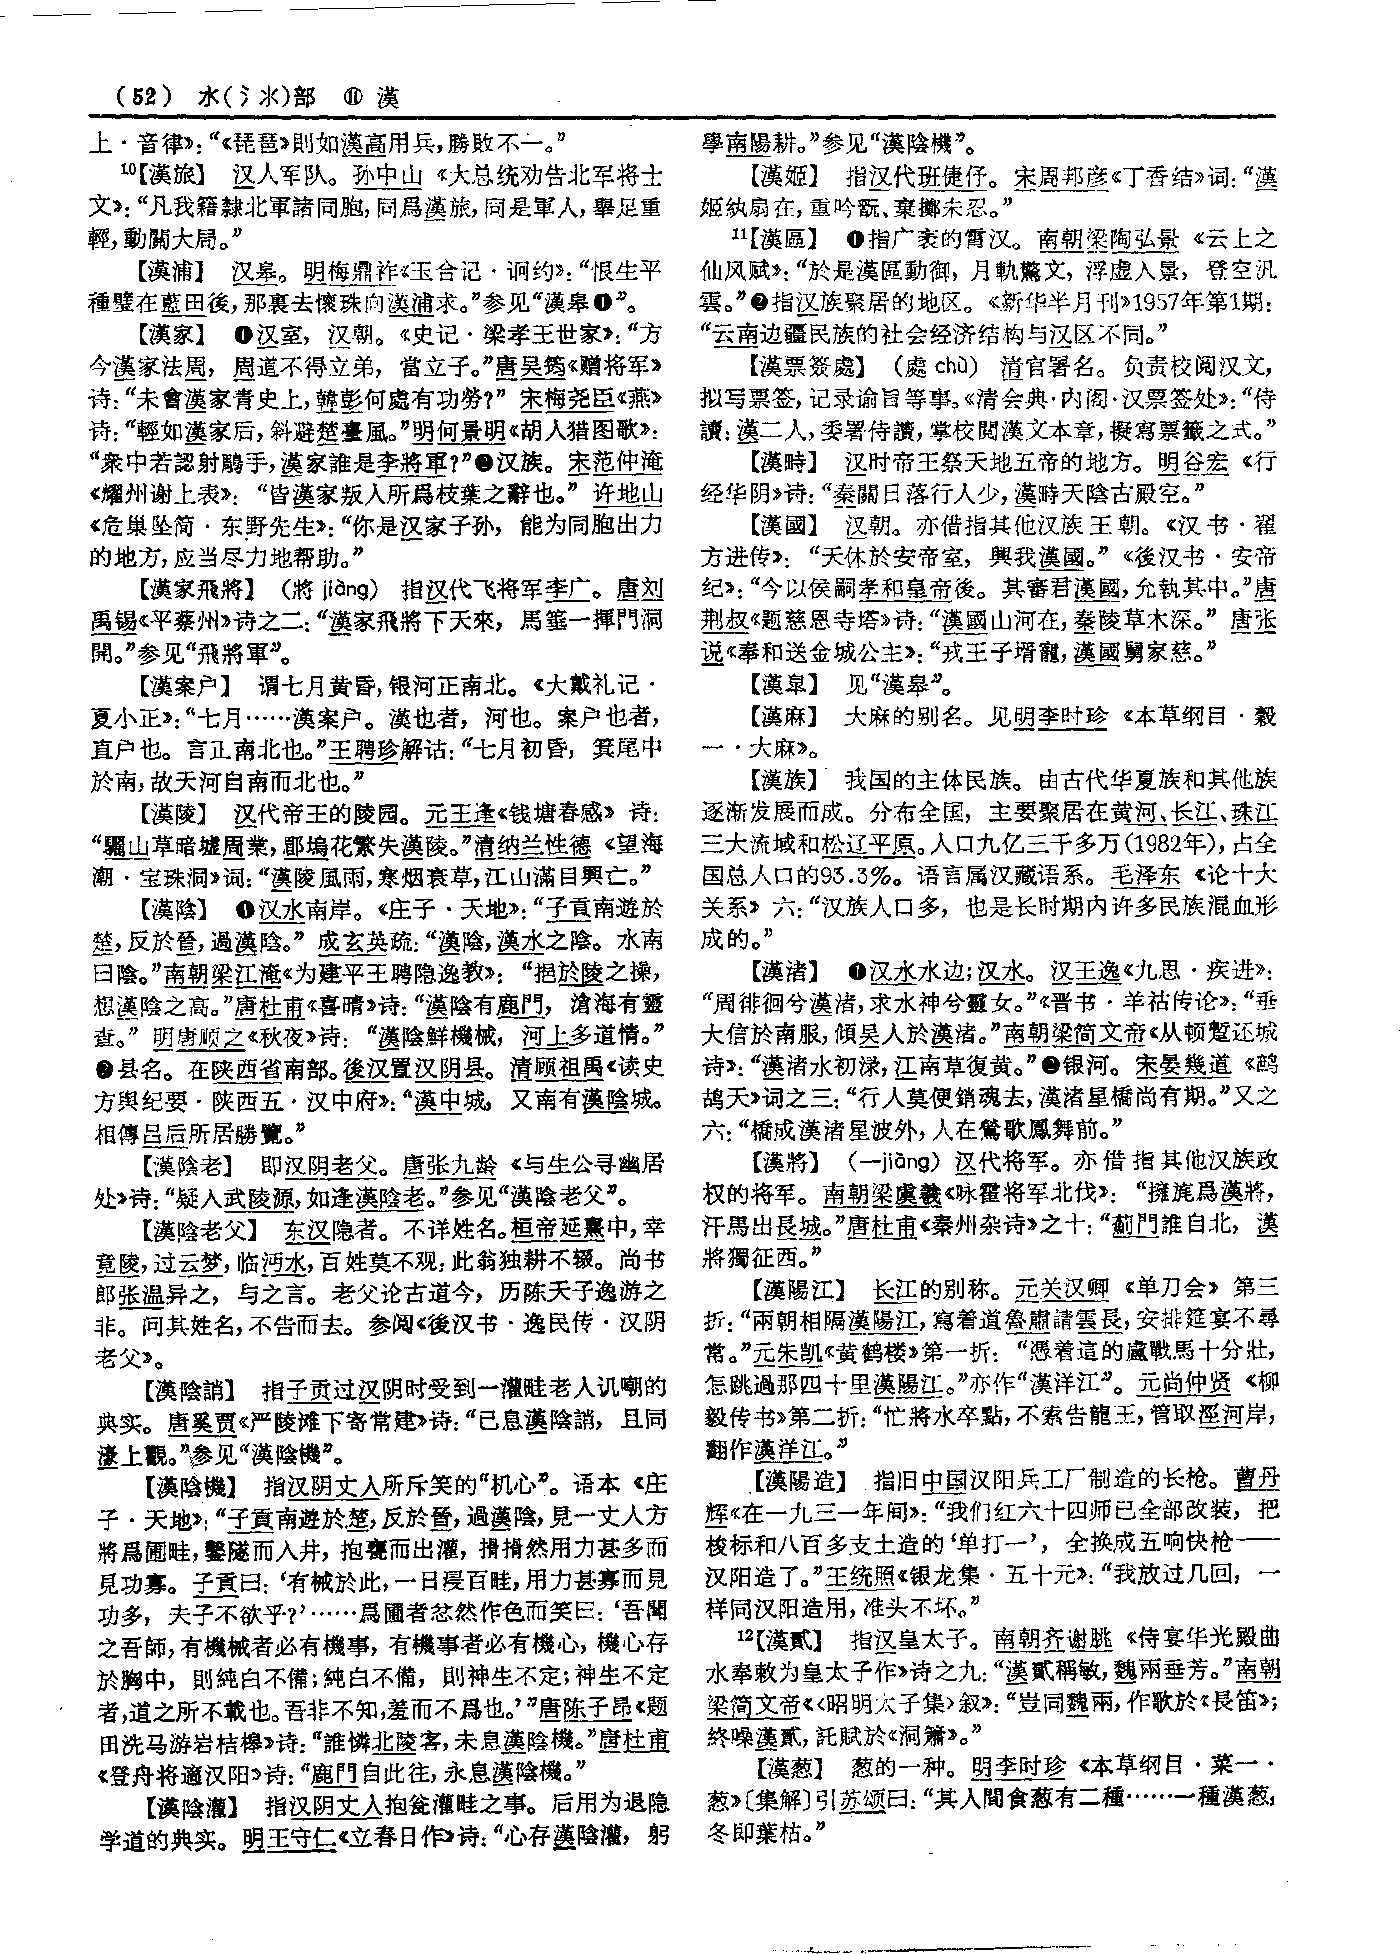 (52) 水(氵氺)部 ⑪ 漢
上·音律》：“《琵琶》則如漢高用兵，勝敗不一。”
10【漢旅】 汉人军队。孙中山《大总统劝告北军将士
文》：“凡我籍隸北軍諸同胞，同爲漢旅，同是軍人，舉足重
輕，動關大局。”
【漢浦】 汉皋。明梅鼎祚《玉合记·诇约》：“恨生平
種璧在藍田後，那裏去懷珠向漢浦求。”参见“漢皋❶”。
【漢家】 ❶汉室，汉朝。《史记·梁孝王世家》：“方
今漢家法周，周道不得立弟，當立子。”唐吴筠《赠将军》
诗：“未會漢家青史上，韓彭何處有功勞？” 宋梅尧臣《燕》
诗：“輕如漢家后，斜避楚臺風。”明何景明《胡人猎图歌》：
“衆中若認射鵰手，漢家誰是李將軍？”❷汉族。宋范仲淹
《耀州谢上表》：“皆漢家叛人所爲枝葉之辭也。” 许地山
《危巢坠简·东野先生》：“你是汉家子孙，能为同胞出力
的地方，应当尽力地帮助。”
【漢家飛將】（將 jiàng） 指汉代飞将军李广。唐刘
禹锡《平蔡州》诗之二：“漢家飛將下天來，馬箠一揮門洞
開。”参见“飛將軍”。
【漢案户】 谓七月黄昏，银河正南北。《大戴礼记·
夏小正》：“七月……漢案户。漢也者，河也。案户也者，
直户也。言正南北也。”王聘珍解诂：“七月初昏，箕尾中
於南，故天河自南而北也。”
【漢陵】 汉代帝王的陵园。元王逢《钱塘春感》诗：
“驪山草暗墟周業，郿塢花繁失漢陵。”清纳兰性德《望海
潮·宝珠洞》词：“漢陵風雨，寒烟衰草，江山滿目興亡。”
【漢陰】 ❶汉水南岸。《庄子·天地》：“子貢南遊於
楚，反於晉，過漢陰。” 成玄英疏：“漢陰，漢水之陰。水南
曰陰。”南朝梁江淹《为建平王聘隐逸教》：“挹於陵之操，
想漢陰之高。”唐杜甫《喜晴》诗：“漢陰有鹿門，滄海有靈
查。” 明唐顺之《秋夜》诗：“漢陰鮮機械，河上多道情。”
❷县名。在陕西省南部。後汉置汉阴县。清顾祖禹《读史
方舆纪要·陕西五·汉中府》：“漢中城，又南有漢陰城。
相傳吕后所居勝覽。”
【漢陰老】 即汉阴老父。唐张九龄《与生公寻幽居
处》诗：“疑入武陵源，如逢漢陰老。”参见“漢陰老父”。
【漢陰老父】 东汉隐者。不详姓名。桓帝延熹中，幸
竟陵，过云梦，临沔水，百姓莫不观；此翁独耕不辍。尚书
郎张温异之，与之言。老父论古道今，历陈天子逸游之
非。问其姓名，不告而去。参阅《後汉书·逸民传·汉阴
老父》。
【漢陰誚】 指子贡过汉阴时受到一灌畦老人讥嘲的
典实。唐奚贾《严陵滩下寄常建》诗：“已息漢陰誚，且同
濠上觀。”参见“漢陰機”。
【漢陰機】 指汉阴丈人所斥笑的“机心”。语本《庄
子·天地》：“子貢南遊於楚，反於晉，過漢陰，見一丈人方
將爲圃畦，鑿隧而入井，抱甕而出灌，搰搰然用力甚多而
見功寡。子貢曰：‘有械於此，一日浸百畦，用力甚寡而見
功多，夫子不欲乎？’……爲圃者忿然作色而笑曰：‘吾聞
之吾師，有機械者必有機事，有機事者必有機心，機心存
於胸中，則純白不備；純白不備，則神生不定；神生不定
者，道之所不載也。吾非不知，羞而不爲也。’”唐陈子昂《题
田洗马游岩桔槔》诗：“誰憐北陵客，未息漢陰機。”唐杜甫
《登舟将適汉阳》诗：“鹿門自此往，永息漢陰機。”
【漢陰灌】 指汉阴丈人抱瓮灌畦之事。后用为退隐
学道的典实。明王守仁《立春日作》诗：“心存漢陰灌，躬
學南陽耕。”参见“漢陰機”。
【漢姬】 指汉代班倢伃。宋周邦彦《丁香结》词：“漢
姬紈扇在，重吟翫、棄擲未忍。”
11【漢區】 ❶指广袤的霄汉。南朝梁陶弘景《云上之
仙风赋》：“於是漢區動御，月軌驚文，浮虚入景，登空汎
雲。”❷指汉族聚居的地区。《新华半月刊》1957年第1期：
“云南边疆民族的社会经济结构与汉区不同。”
【漢票簽處】（處 chù） 清官署名。负责校阅汉文，
拟写票签，记录谕旨等事。《清会典·内阁·汉票签处》：“侍
讀：漢二人，委署侍讀，掌校閲漢文本章，擬寫票籤之式。”
【漢畤】 汉时帝王祭天地五帝的地方。明谷宏《行
经华阴》诗：“秦關日落行人少，漢畤天陰古殿空。”
【漢國】 汉朝。亦借指其他汉族王朝。《汉书·翟
方进传》：“天休於安帝室，興我漢國。”《後汉书·安帝
纪》：“今以侯嗣孝和皇帝後。其審君漢國，允執其中。”唐
荆叔《题慈恩寺塔》诗：“漢國山河在，秦陵草木深。” 唐张
说《奉和送金城公主》：“戎王子壻寵，漢國舅家慈。”
【漢臯】 见“漢皋”。
【漢麻】 大麻的别名。见明李时珍《本草纲目·穀
一·大麻》。
【漢族】 我国的主体民族。由古代华夏族和其他族
逐渐发展而成。分布全国，主要聚居在黄河、长江、珠江
三大流域和松辽平原。人口九亿三千多万（1982年），占全
国总人口的93.3%。语言属汉藏语系。毛泽东《论十大
关系》六：“汉族人口多，也是长时期内许多民族混血形
成的。”
【漢渚】 ❶汉水水边；汉水。汉王逸《九思·疾进》：
“周徘徊兮漢渚，求水神兮靈女。”《晋书·羊祜传论》：“垂
大信於南服，傾吴人於漢渚。”南朝梁简文帝《从顿蹔还城
诗》：“漢渚水初渌，江南草復黄。”❷银河。宋晏幾道《鹧
鸪天》词之三：“行人莫便銷魂去，漢渚星橋尚有期。”又之
六：“橋成漢渚星波外，人在鸞歌鳳舞前。”
【漢將】（—jiàng）汉代将军。亦借指其他汉族政
权的将军。南朝梁虞羲《咏霍将军北伐》：“擁旄爲漢將，
汗馬出長城。”唐杜甫《秦州杂诗》之十：“薊門誰自北，漢
將獨征西。”
【漢陽江】 长江的别称。元关汉卿《单刀会》第三
折：“兩朝相隔漢陽江，寫着道魯肅請雲長，安排筵宴不尋
常。”元朱凯《黄鹤楼》第一折：“憑着這的盧戰馬十分壯，
怎跳過那四十里漢陽江。”亦作“漢洋江”。元尚仲贤《柳
毅传书》第二折：“忙將水卒點，不索告龍王，管取涇河岸，
翻作漢洋江。”
【漢陽造】 指旧中国汉阳兵工厂制造的长枪。曹丹
辉《在一九三一年间》：“我们红六十四师已全部改装，把
梭标和八百多支土造的‘单打一’，全换成五响快枪——
汉阳造了。”王统照《银龙集·五十元》：“我放过几回，一
样同汉阳造用，准头不坏。”
12【漢貳】 指汉皇太子。南朝齐谢朓《侍宴华光殿曲
水奉敕为皇太子作》诗之九：“漢貳稱敏，魏兩垂芳。”南朝
梁简文帝《〈昭明太子集〉叙》：“豈同魏兩，作歌於《長笛》；
終嗓漢貳，託賦於《洞簫》。”
【漢葱】 葱的一种。明李时珍《本草纲目·菜一·
葱》〔集解〕引苏颂曰：“其人間食葱有二種……一種漢葱，
冬即葉枯。”